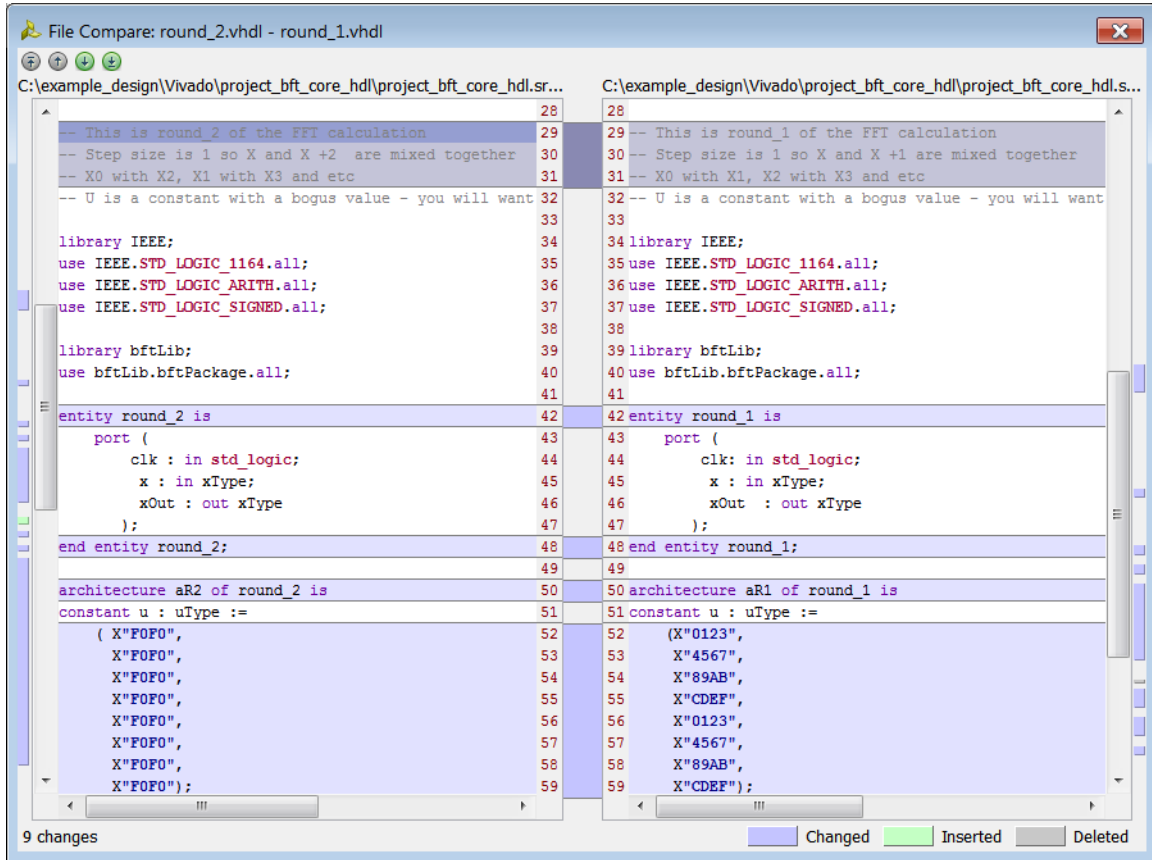 File Compare: round_2.vhdl - round_1.vhdl
C:\example_design\Vivado\project_bft_core_hdl\project_bft_core_hdl.sr...
28
-- This is round_2 of the FFT calculation 29
-- Step size is 1 so X and X +2  are mixed together 30
-- X0 with X2, X1 with X3 and etc 31
-- U is a constant with a bogus value - you will want 32
33
library IEEE; 34
use IEEE.STD_LOGIC_1164.all; 35
use IEEE.STD_LOGIC_ARITH.all; 36
use IEEE.STD_LOGIC_SIGNED.all; 37
38
library bftLib; 39
use bftLib.bftPackage.all; 40
41
entity round_2 is 42
port ( 43
clk : in std_logic; 44
x : in xType; 45
xOut : out xType 46
); 47
end entity round_2; 48
49
architecture aR2 of round_2 is 50
constant u : uType := 51
( X"F0F0", 52
X"F0F0", 53
X"F0F0", 54
X"F0F0", 55
X"F0F0", 56
X"F0F0", 57
X"F0F0", 58
X"F0F0"); 59
C:\example_design\Vivado\project_bft_core_hdl\project_bft_core_hdl.s...
28
29 -- This is round_1 of the FFT calculation
30 -- Step size is 1 so X and X +1 are mixed together
31 -- X0 with X1, X2 with X3 and etc
32 -- U is a constant with a bogus value - you will want
33
34 library IEEE;
35 use IEEE.STD_LOGIC_1164.all;
36 use IEEE.STD_LOGIC_ARITH.all;
37 use IEEE.STD_LOGIC_SIGNED.all;
38
39 library bftLib;
40 use bftLib.bftPackage.all;
41
42 entity round_1 is
43 port (
44 clk: in std_logic;
45 x : in xType;
46 xOut  : out xType
47 );
48 end entity round_1;
49
50 architecture aR1 of round_1 is
51 constant u : uType :=
52 (X"0123",
53 X"4567",
54 X"89AB",
55 X"CDEF",
56 X"0123",
57 X"4567",
58 X"89AB",
59 X"CDEF");
9 changes
Changed Inserted Deleted